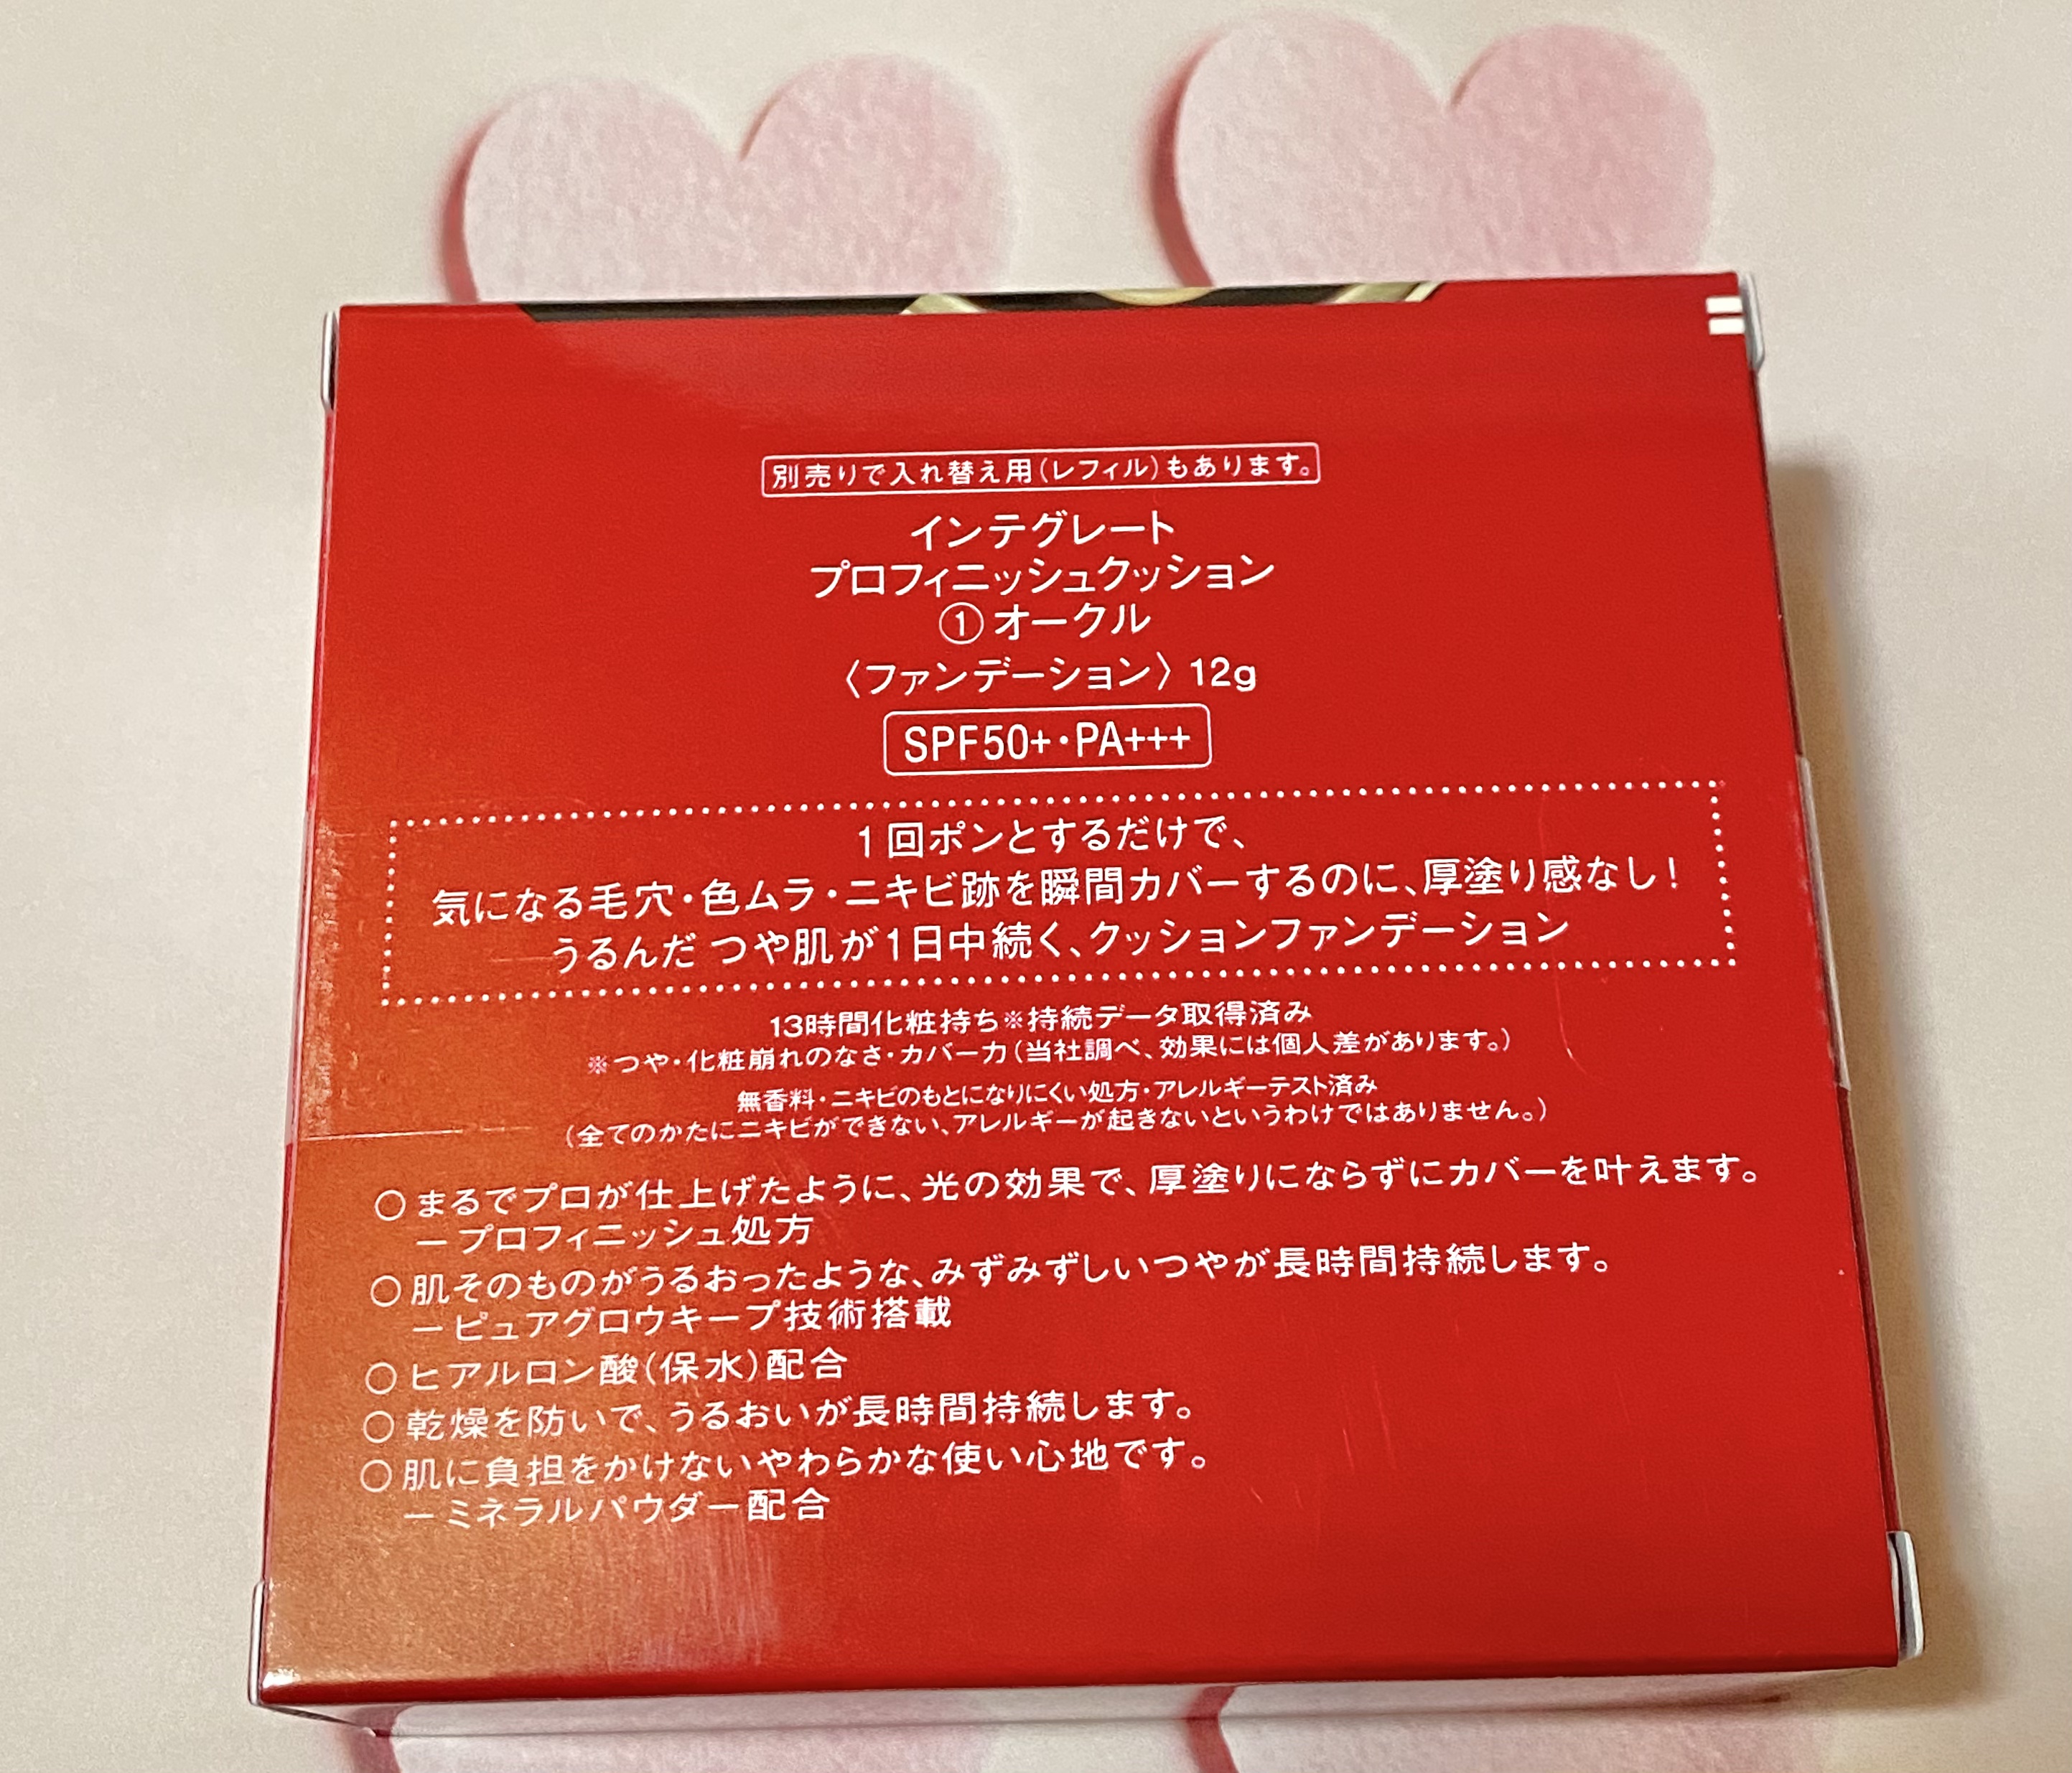 別売りで入れ替え用(レフィル)もあります。
インテグレート
プロフィニッシュクッション
①オークル
〈ファンデーション〉12g
SPF50+・PA+++
1回ポンとするだけで、
気になる毛穴・色ムラ・ニキビ跡を瞬間カバーするのに、厚塗り感なし!
うるんだ つや肌が1日中続く、クッションファンデーション
13時間化粧持ち※持続データ取得済み
※つや・化粧崩れのなさ・カバー力(当社調べ、効果には個人差があります。)
無香料・ニキビのもとになりにくい処方・アレルギーテスト済み
(全てのかたにニキビができない、アレルギーが起きないというわけではありません。)
○まるでプロが仕上げたように、光の効果で、厚塗りにならずにカバーを叶えます。
―プロフィニッシュ処方
○肌そのものがうるおったような、みずみずしいつやが長時間持続します。
―ピュアグロウキープ技術搭載
○ヒアルロン酸(保水)配合
○乾燥を防いで、うるおいが長時間持続します。
○肌に負担をかけないやわらかな使い心地です。
―ミネラルパウダー配合